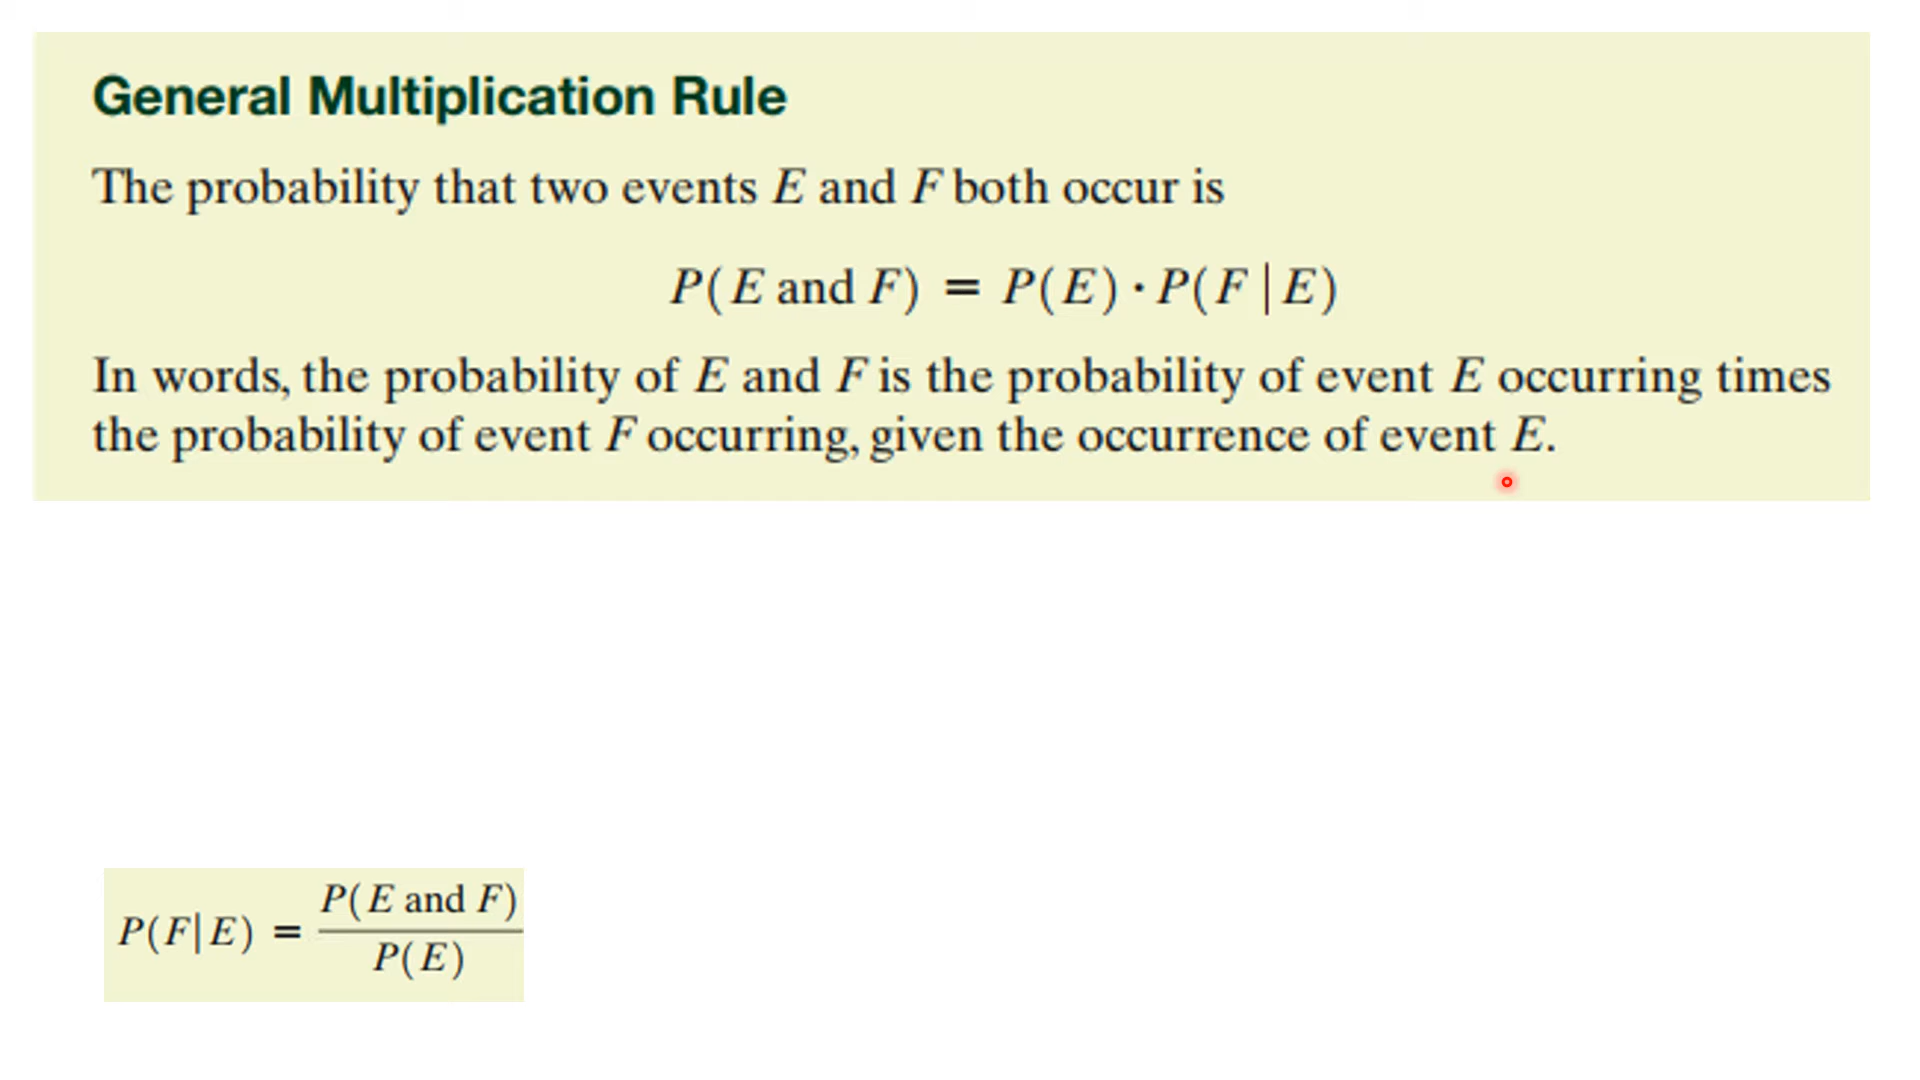 General Multiplication Rule
The probability that two events E and F both occur is
P(E and F) = P(E) · P(F | E)
In words, the probability of E and F is the probability of event E occurring times
the probability of event F occurring, given the occurrence of event E.
P(F|E) = P(E and F) / P(E)